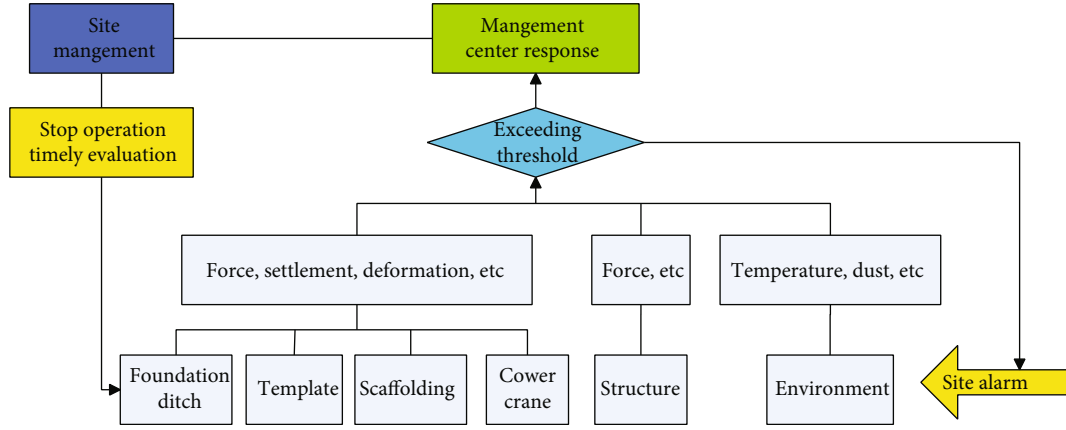 Site
mangement
Mangement
center response
Stop operation
timely evaluation
Exceeding
threshold
Force, settlement, deformation, etc
Force, etc
Temperature, dust, etc
Foundation
ditch
Template
Scaffolding
Cower
crane
Structure
Environment
Site alarm